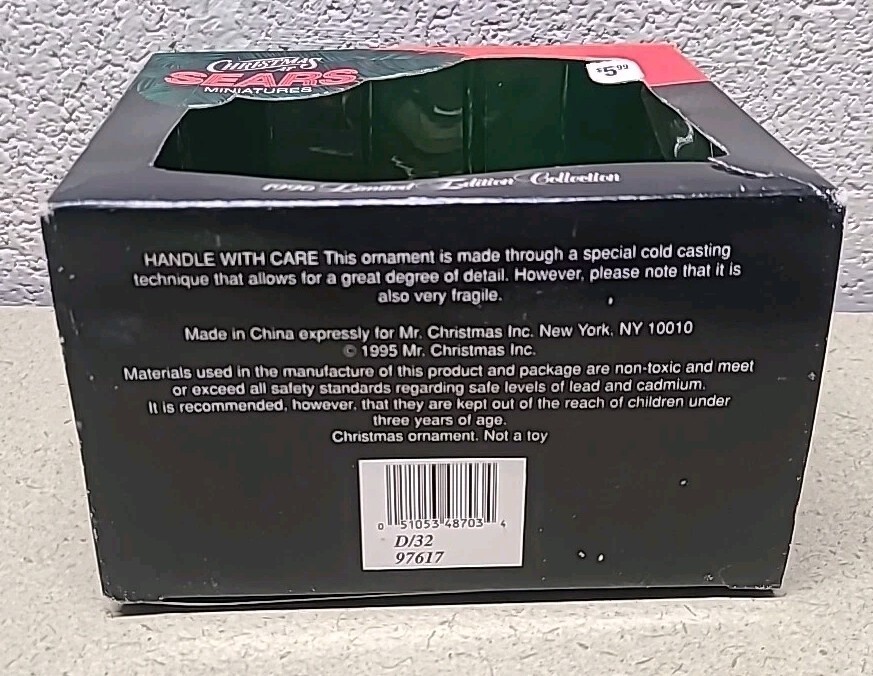 CHRISTMAS
AT
SEARS
MINIATURES
$5.99
1996 Limited Edition Collection
HANDLE WITH CARE This ornament is made through a special cold casting
technique that allows for a great degree of detail. However, please note that it is
also very fragile.
Made in China expressly for Mr. Christmas Inc. New York, NY 10010
© 1995 Mr. Christmas Inc.
Materials used in the manufacture of this product and package are non-toxic and meet
or exceed all safety standards regarding safe levels of lead and cadmium.
It is recommended, however, that they are kept out of the reach of children under
three years of age.
Christmas ornament. Not a toy
0 51053 48703 4
D/32
97617